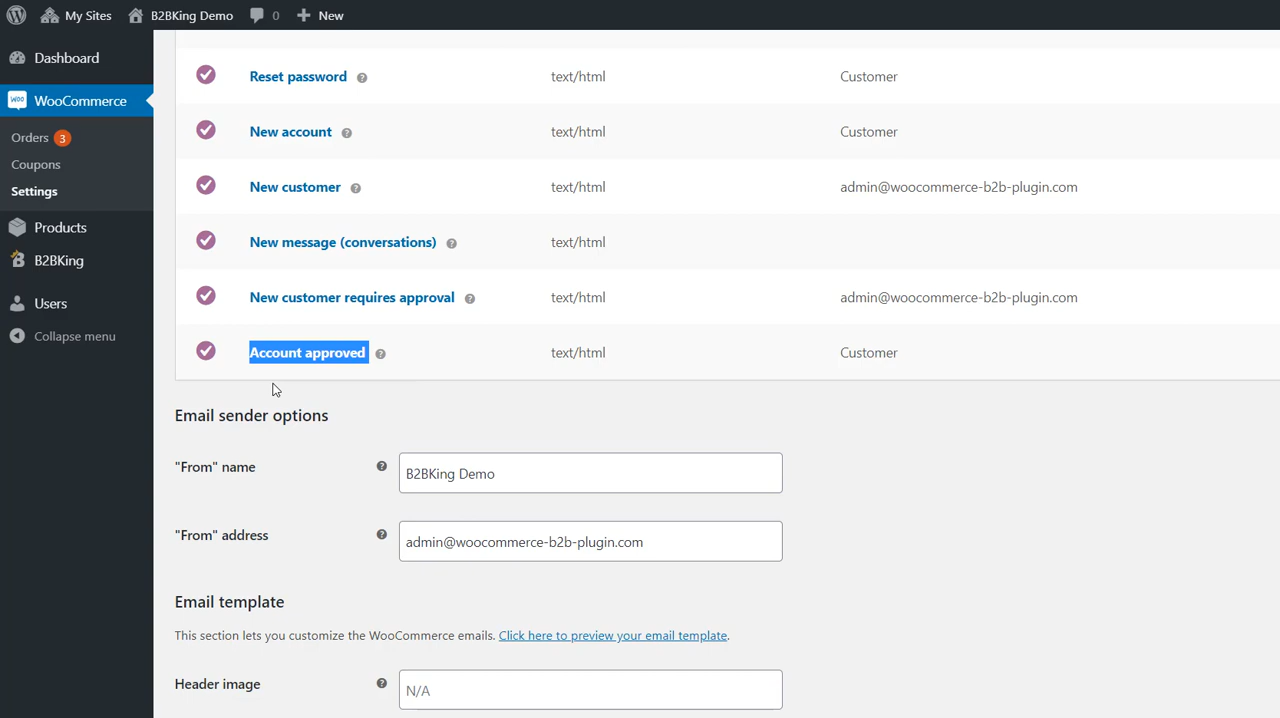 My Sites
B2BKing Demo
0
New
Dashboard
WooCommerce
Orders 3
Coupons
Settings
Products
B2BKing
Users
Collapse menu
Reset password text/html Customer
New account text/html Customer
New customer text/html admin@woocommerce-b2b-plugin.com
New message (conversations) text/html
New customer requires approval text/html admin@woocommerce-b2b-plugin.com
Account approved text/html Customer
Email sender options
"From" name B2BKing Demo
"From" address admin@woocommerce-b2b-plugin.com
Email template
This section lets you customize the WooCommerce emails. Click here to preview your email template.
Header image N/A